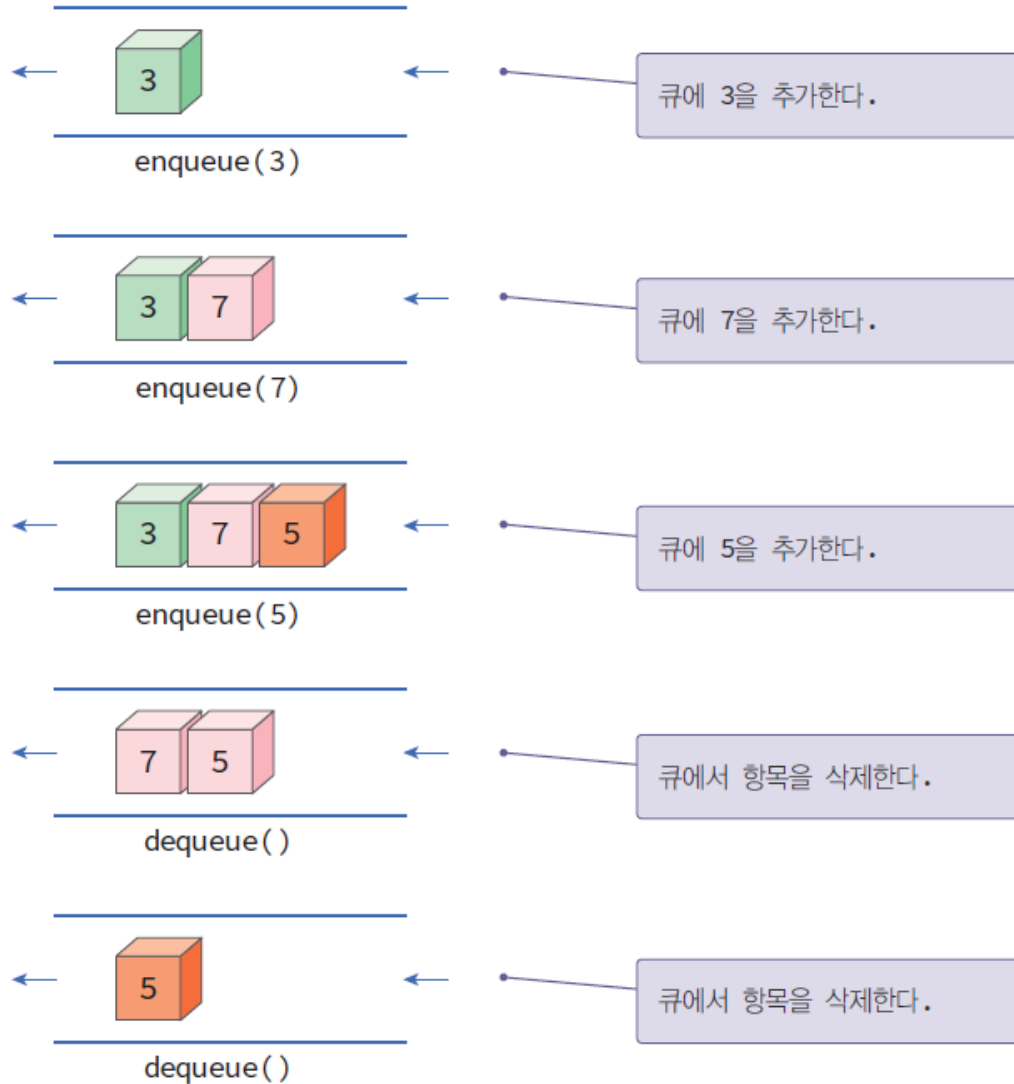 3
큐에 3을 추가한다.
enqueue(3)
3 7
큐에 7을 추가한다.
enqueue(7)
3 7 5
큐에 5을 추가한다.
enqueue(5)
7 5
큐에서 항목을 삭제한다.
dequeue()
5
큐에서 항목을 삭제한다.
dequeue()